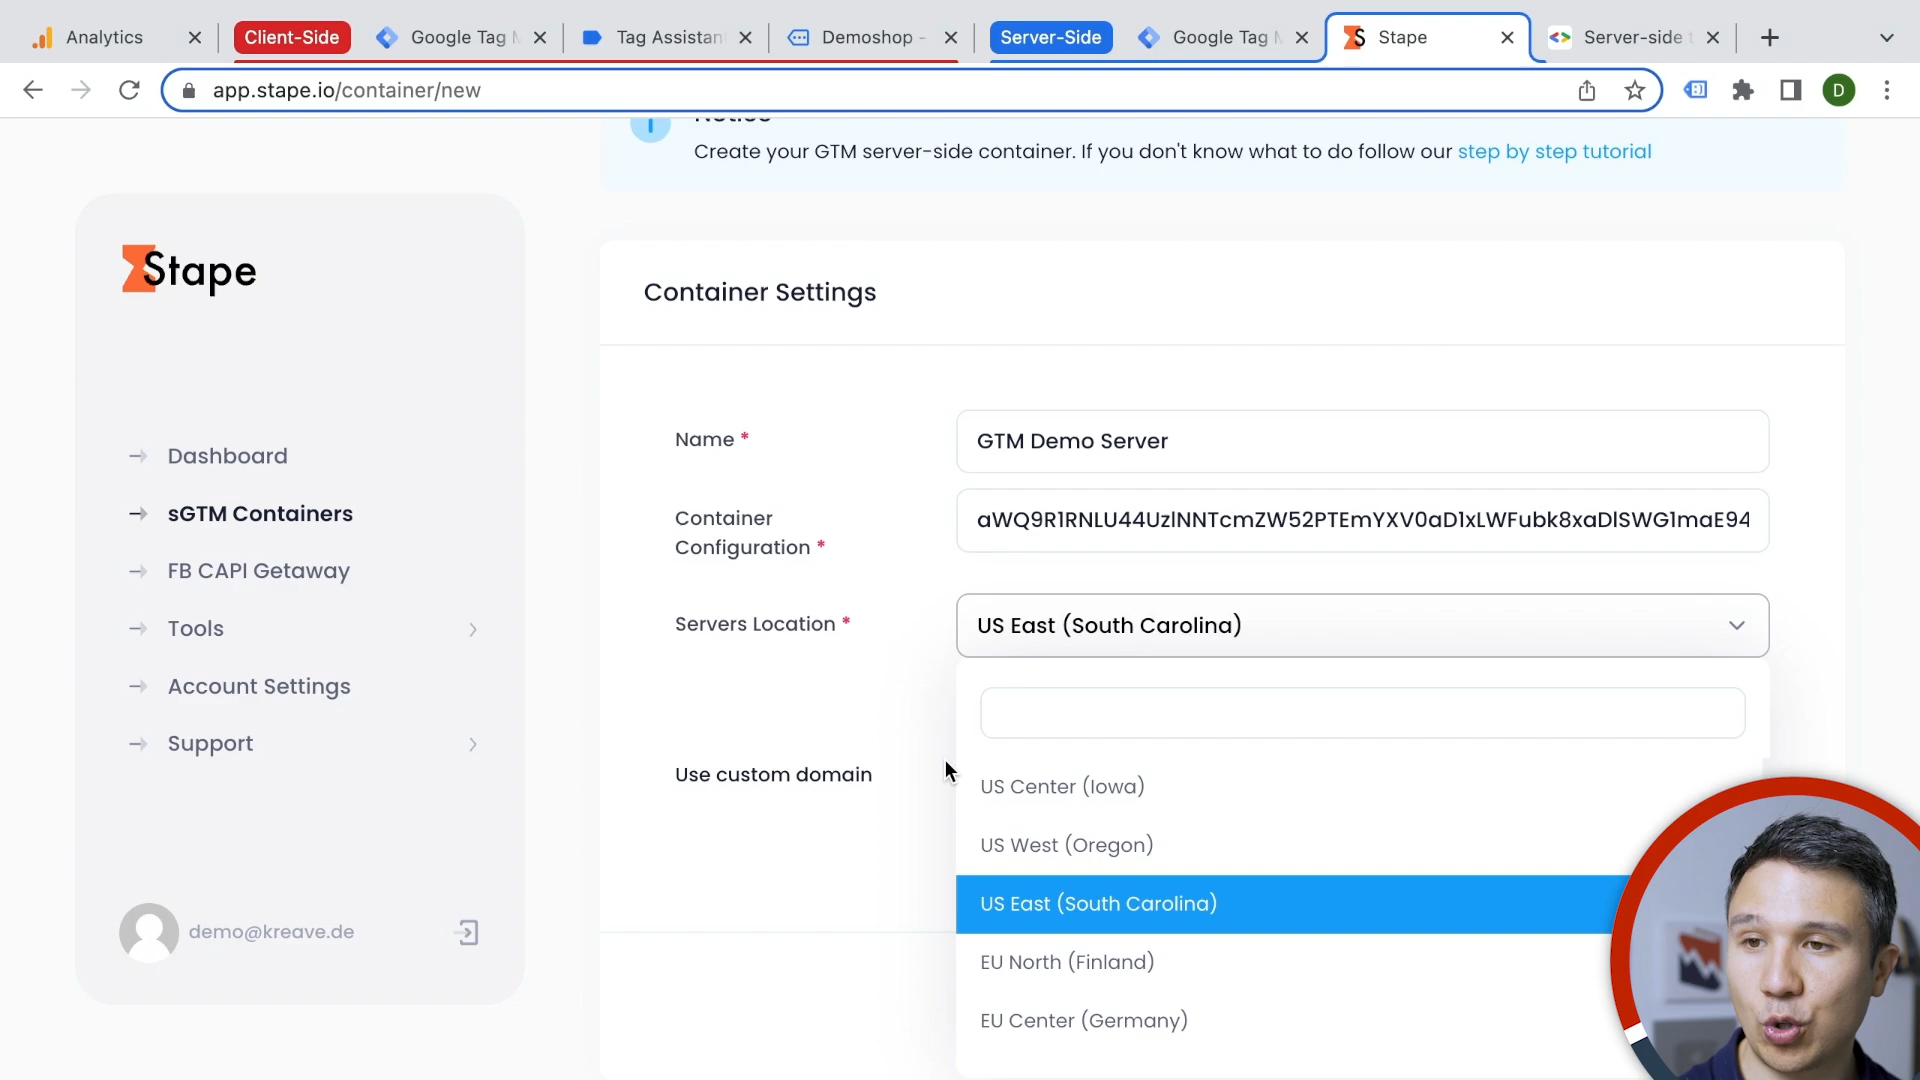 Analytics
Client-Side
Google Tag M
Tag Assistan
Demoshop -
Server-Side
Google Tag M
Stape
Server-side t
app.stape.io/container/new
D
Notice
Create your GTM server-side container. If you don't know what to do follow our step by step tutorial
Stape
Dashboard
sGTM Containers
FB CAPI Getaway
Tools
Account Settings
Support
demo@kreave.de
Container Settings
Name *
GTM Demo Server
Container
Configuration *
Servers Location *
US East (South Carolina)
US Center (Iowa)
Use custom domain
US West (Oregon)
US East (South Carolina)
EU North (Finland)
EU Center (Germany)